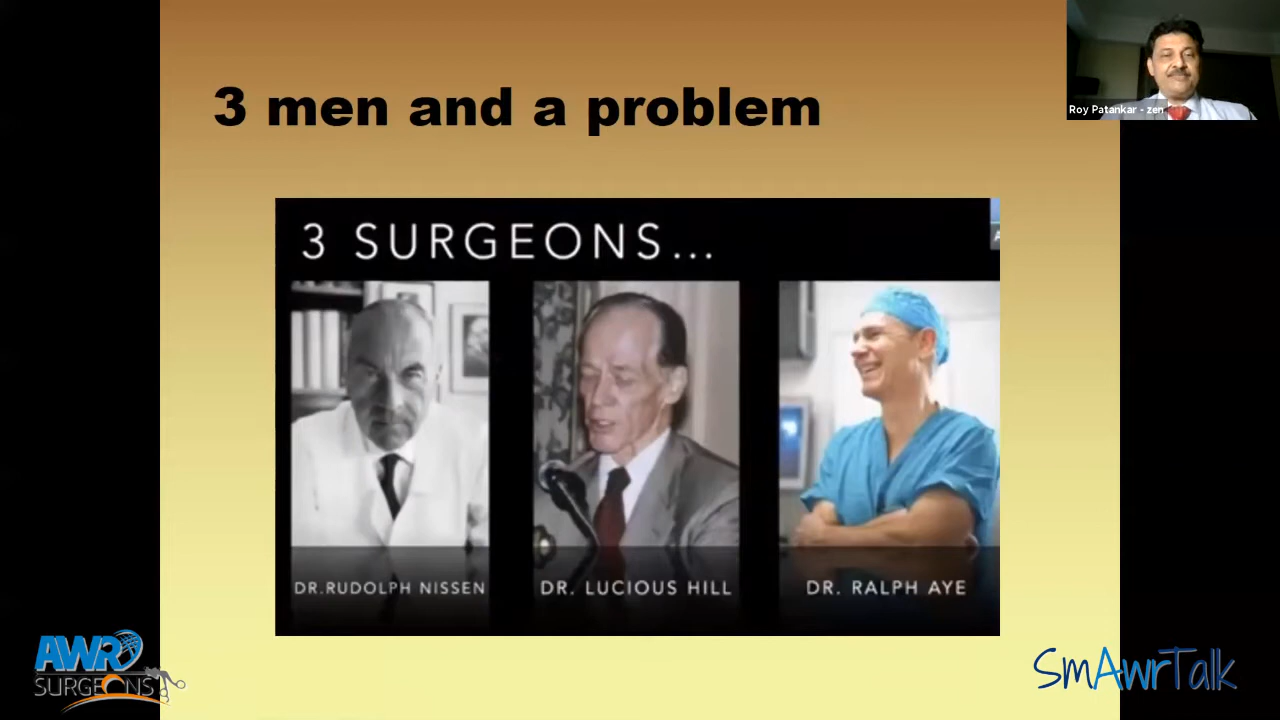 3 men and a problem
Roy Patankar - zen
3 SURGEONS...
A
DR.RUDOLPH NISSEN
DR. LUCIOUS HILL
DR. RALPH AYE
AWR
SURGEONS
SmAwrTalk